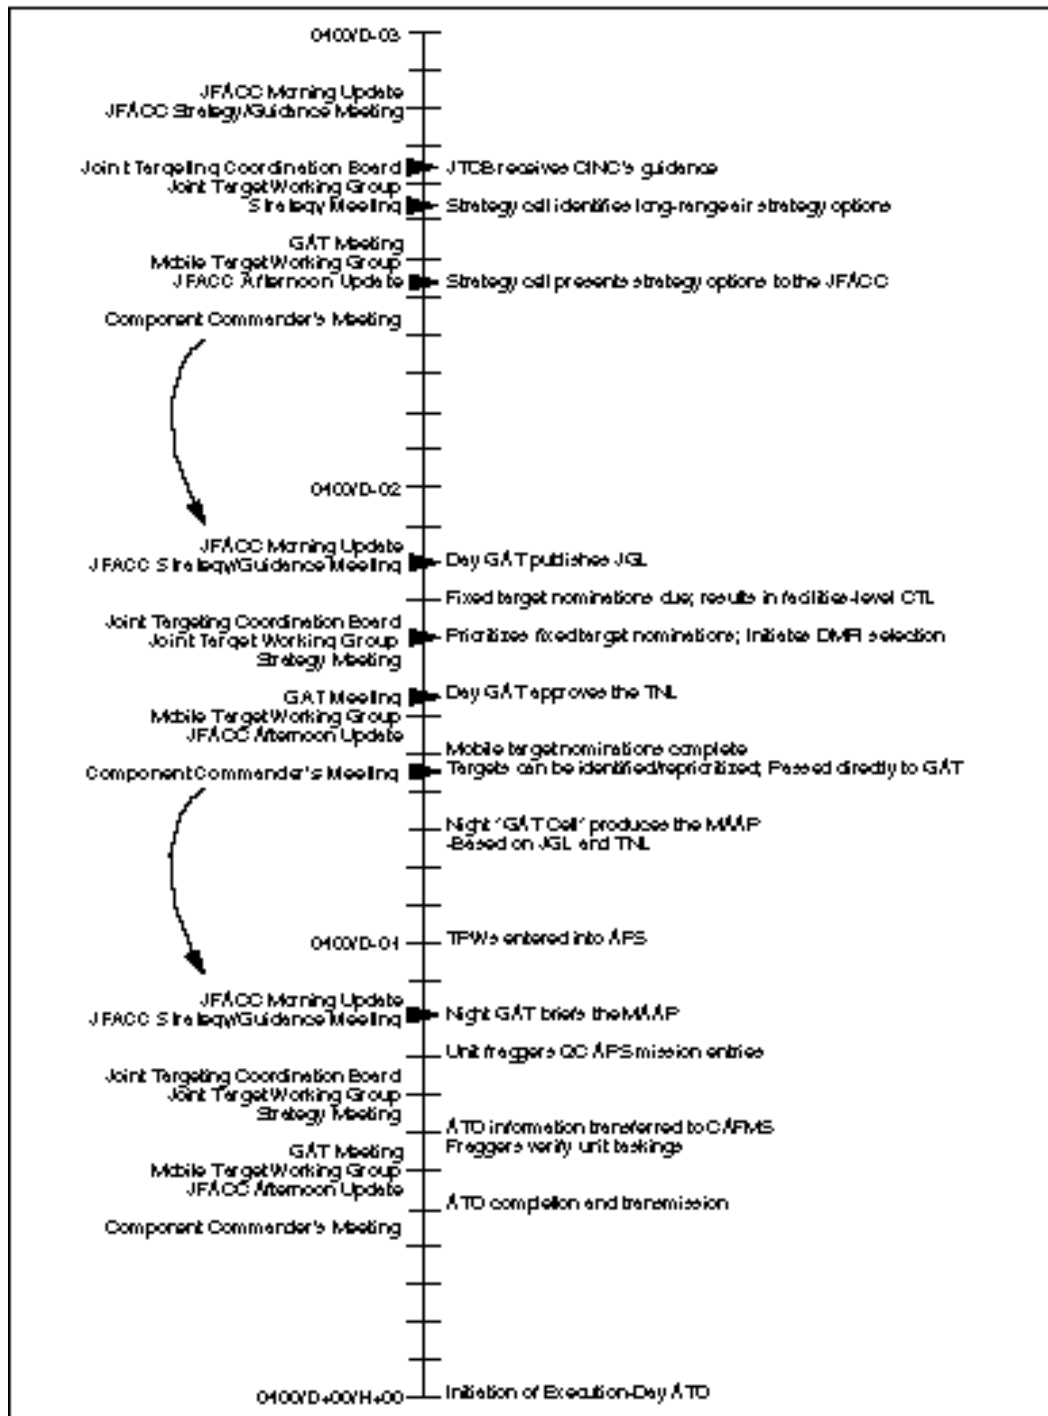 0400/D-03
JFACC Morning Update
JFACC Strategy/Guidance Meeting
Joint Targeting Coordination Board
JTCB receives CINC's guidance
Joint Target Working Group
Strategy Meeting
Strategy cell identifies long-range air strategy options
GAT Meeting
Mobile Target Working Group
JFACC Afternoon Update
Strategy cell presents strategy options to the JFACC
Component Commander's Meeting
0400/D-02
JFACC Morning Update
JFACC Strategy/Guidance Meeting
Day GAT publishes JGL
Fixed target nominations due; results in facilities-level CTL
Joint Targeting Coordination Board
Joint Target Working Group
Prioritizes fixed target nominations; Initiates DMPI selection
Strategy Meeting
GAT Meeting
Day GAT approves the TNL
Mobile Target Working Group
JFACC Afternoon Update
Mobile target nominations complete
Component Commander's Meeting
Targets can be identified/reprioritized; Passed directly to GAT
Night "GAT Cell" produces the MAAP
-Based on JGL and TNL
0400/D-01
TPWs entered into APS
JFACC Morning Update
JFACC Strategy/Guidance Meeting
Night GAT briefs the MAAP
Unit fraggers QC APS mission entries
Joint Targeting Coordination Board
Joint Target Working Group
Strategy Meeting
ATO information transferred to CAFMS
Fraggers verify unit taskings
GAT Meeting
Mobile Target Working Group
JFACC Afternoon Update
ATO completion and transmission
Component Commander's Meeting
0400/D+00/H+00
Initiation of Execution-Day ATO